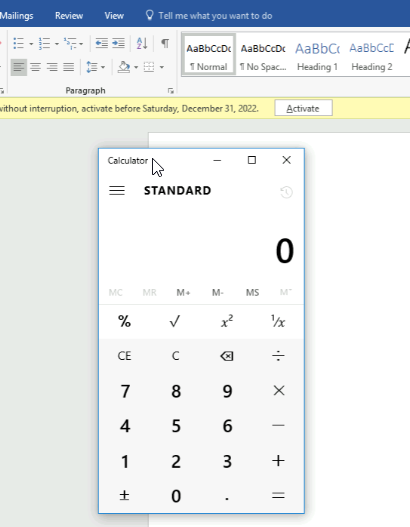 Mailings Review View Tell me what you want to do
AaBbCcDc AaBbCcDc AaBbCc AaBbCcD
¶ Normal ¶ No Spac... Heading 1 Heading 2
Paragraph
without interruption, activate before Saturday, December 31, 2022. Activate
Calculator
STANDARD
0
MC MR M+ M- MS M˅
% √ x² ¹/x
CE C ÷
7 8 9 ×
4 5 6 −
1 2 3 +
± 0 . =